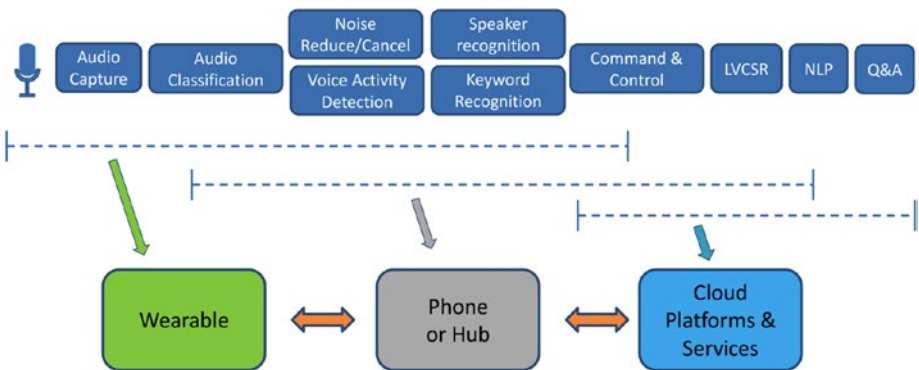 Noise
Reduce/Cancel
Speaker
recognition
Audio
Capture
Audio
Classification
Voice Activity
Detection
Keyword
Recognition
Command &
Control
LVCSR
NLP
Q&A
Wearable
Phone
or Hub
Cloud
Platforms &
Services